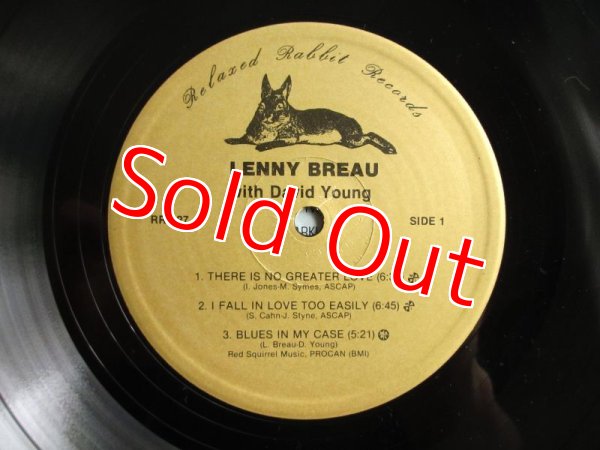 Relaxed Rabbit Records
LENNY BREAU
with David Young
SIDE 1
Sold Out
1. THERE IS NO GREATER LOVE
(I. Jones-M. Symes, ASCAP)
2. I FALL IN LOVE TOO EASILY (6:45)
(S. Cahn-J. Styne, ASCAP)
3. BLUES IN MY CASE (5:21)
(L. Breau-D. Young)
Red Squirrel Music, PROCAN (BMI)